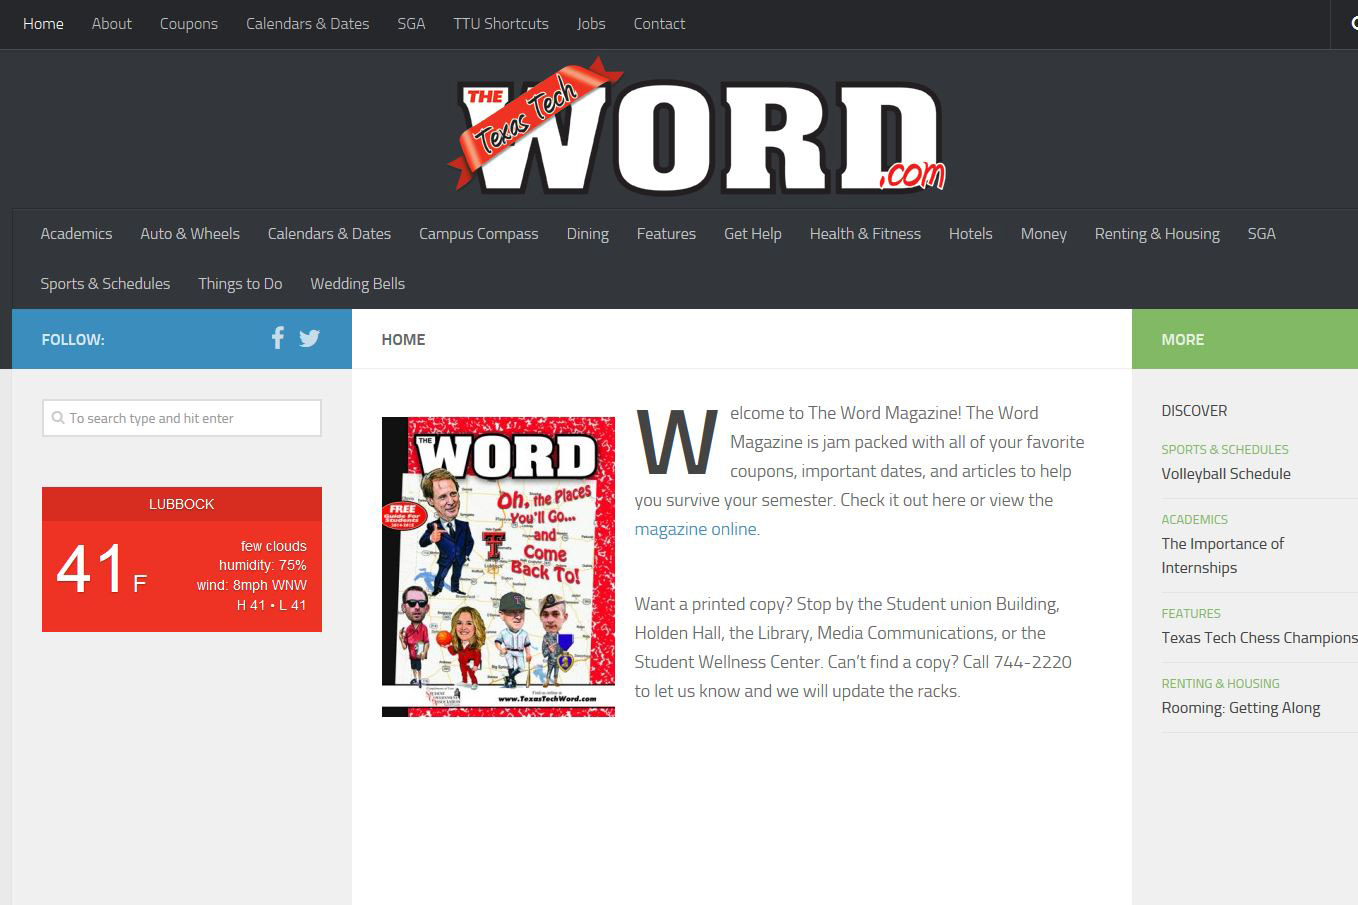 Home About Coupons Calendars & Dates SGA TTU Shortcuts Jobs Contact
THE WORD.com
Texas Tech
Academics Auto & Wheels Calendars & Dates Campus Compass Dining Features Get Help Health & Fitness Hotels Money Renting & Housing SGA
Sports & Schedules Things to Do Wedding Bells
FOLLOW:
To search type and hit enter
LUBBOCK
41 F
few clouds
humidity: 75%
wind: 8mph WNW
H 41 • L 41
HOME
THE
WORD
Oh, the Places
You'll Go...
and
Come
Back To!
FREE
Guide For
Students
www.TexasTechWord.com
Welcome to The Word Magazine! The Word
Magazine is jam packed with all of your favorite
coupons, important dates, and articles to help
you survive your semester. Check it out here or view the
magazine online.
Want a printed copy? Stop by the Student union Building,
Holden Hall, the Library, Media Communications, or the
Student Wellness Center. Can’t find a copy? Call 744-2220
to let us know and we will update the racks.
MORE
DISCOVER
SPORTS & SCHEDULES
Volleyball Schedule
ACADEMICS
The Importance of
Internships
FEATURES
Texas Tech Chess Champions
RENTING & HOUSING
Rooming: Getting Along